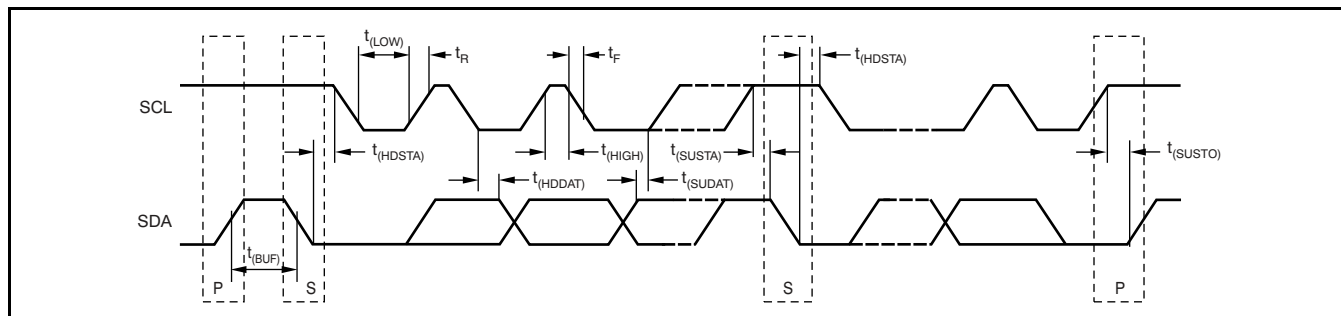 t(LOW)
tR
tF
t(HDSTA)
SCL
t(HDSTA)
t(HIGH)
t(SUSTA)
t(SUSTO)
t(HDDAT)
t(SUDAT)
SDA
t(BUF)
P
S
S
P